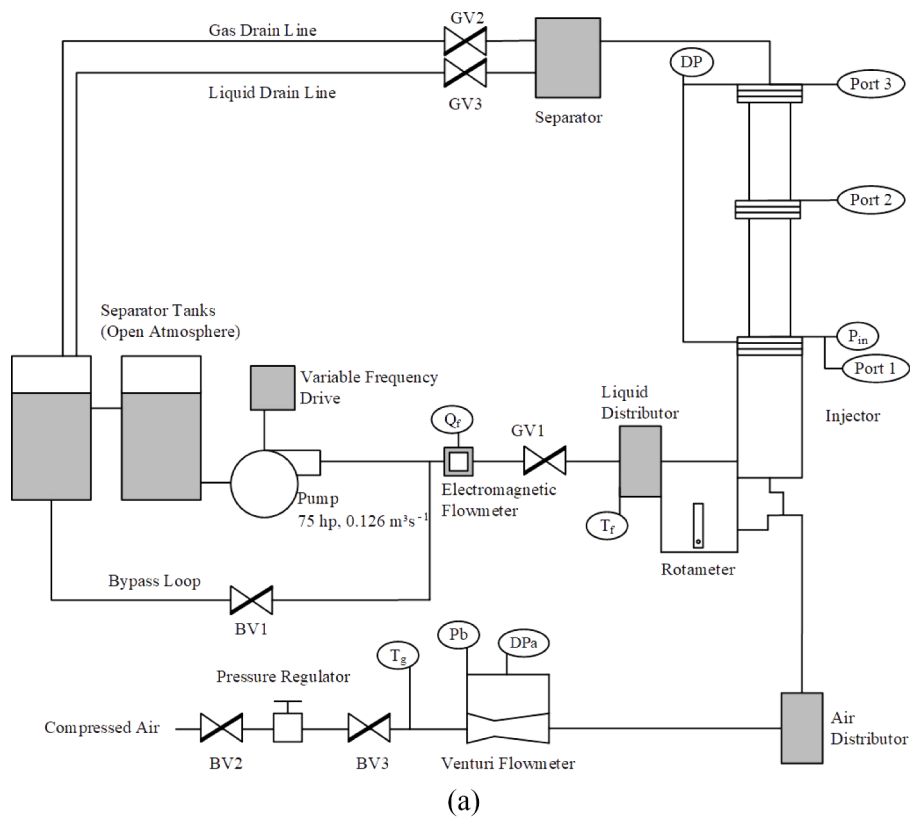 GV2
Gas Drain Line
DP
Port 3
Liquid Drain Line
GV3
Separator
Port 2
Separator Tanks
(Open Atmosphere)
Pin
Variable Frequency
Drive
Port 1
Liquid
Distributor
Injector
Qf
GV1
Pump
75 hp, 0.126 m³s⁻¹
Electromagnetic
Flowmeter
Tf
Rotameter
Bypass Loop
BV1
Pb
DPa
Tg
Pressure Regulator
Compressed Air
Air
Distributor
BV2
BV3
Venturi Flowmeter
(a)